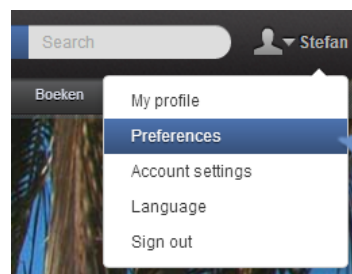 Search
Stefan
Boeken
My profile
Preferences
Account settings
Language
Sign out